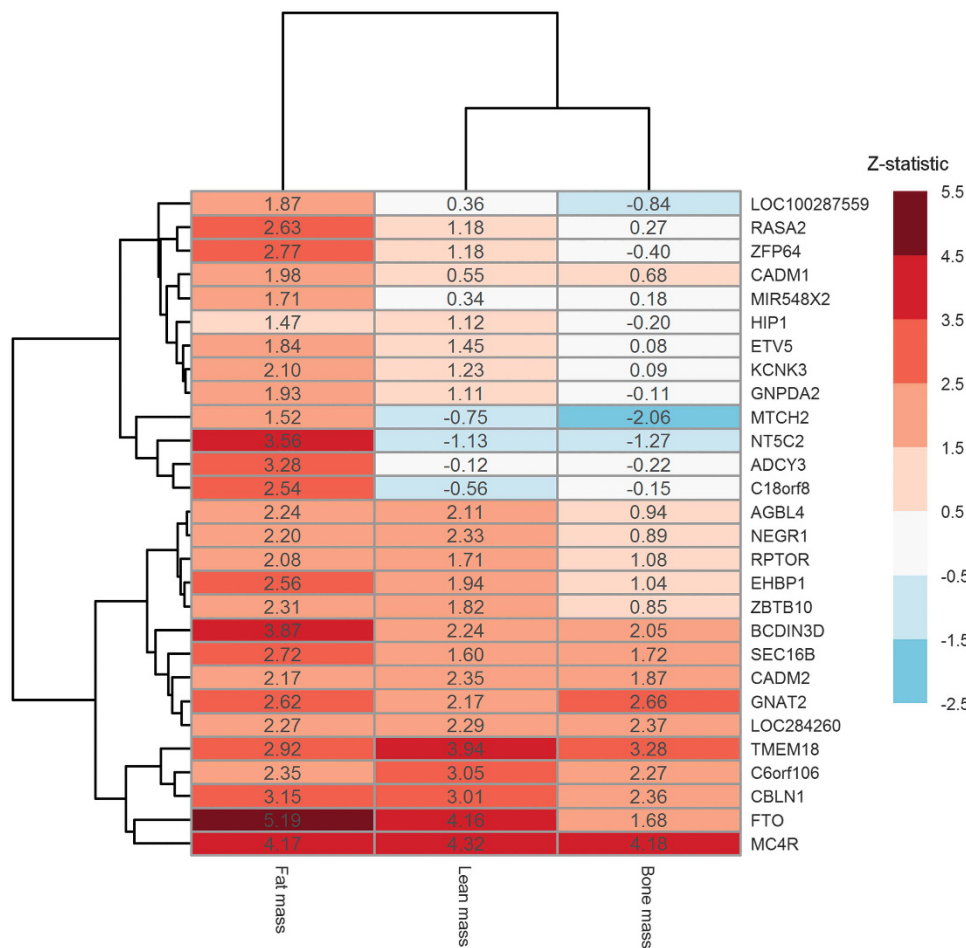 Z-statistic
5.5
4.5
3.5
2.5
1.5
0.5
-0.5
-1.5
-2.5
1.87 0.36 -0.84 LOC100287559
2.63 1.18 0.27 RASA2
2.77 1.18 -0.40 ZFP64
1.98 0.55 0.68 CADM1
1.71 0.34 0.18 MIR548X2
1.47 1.12 -0.20 HIP1
1.84 1.45 0.08 ETV5
2.10 1.23 0.09 KCNK3
1.93 1.11 -0.11 GNPDA2
1.52 -0.75 -2.06 MTCH2
3.56 -1.13 -1.27 NT5C2
3.28 -0.12 -0.22 ADCY3
2.54 -0.56 -0.15 C18orf8
2.24 2.11 0.94 AGBL4
2.20 2.33 0.89 NEGR1
2.08 1.71 1.08 RPTOR
2.56 1.94 1.04 EHBP1
2.31 1.82 0.85 ZBTB10
3.87 2.24 2.05 BCDIN3D
2.72 1.60 1.72 SEC16B
2.17 2.35 1.87 CADM2
2.62 2.17 2.66 GNAT2
2.27 2.29 2.37 LOC284260
2.92 3.94 3.28 TMEM18
2.35 3.05 2.27 C6orf106
3.15 3.01 2.36 CBLN1
5.19 4.16 1.68 FTO
4.17 4.32 4.18 MC4R
Fat mass
Lean mass
Bone mass